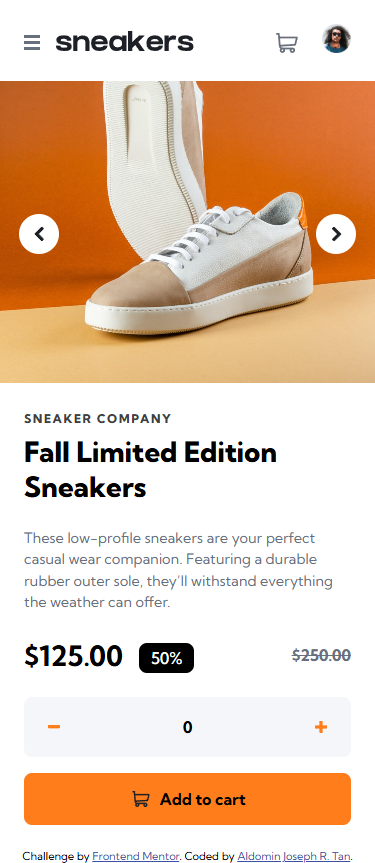 sneakers
SNEAKER COMPANY
Fall Limited Edition
Sneakers
These low-profile sneakers are your perfect
casual wear companion. Featuring a durable
rubber outer sole, they'll withstand everything
the weather can offer.
$125.00 50% $250.00
0
Add to cart
Challenge by Frontend Mentor. Coded by Aldomin Joseph R. Tan.